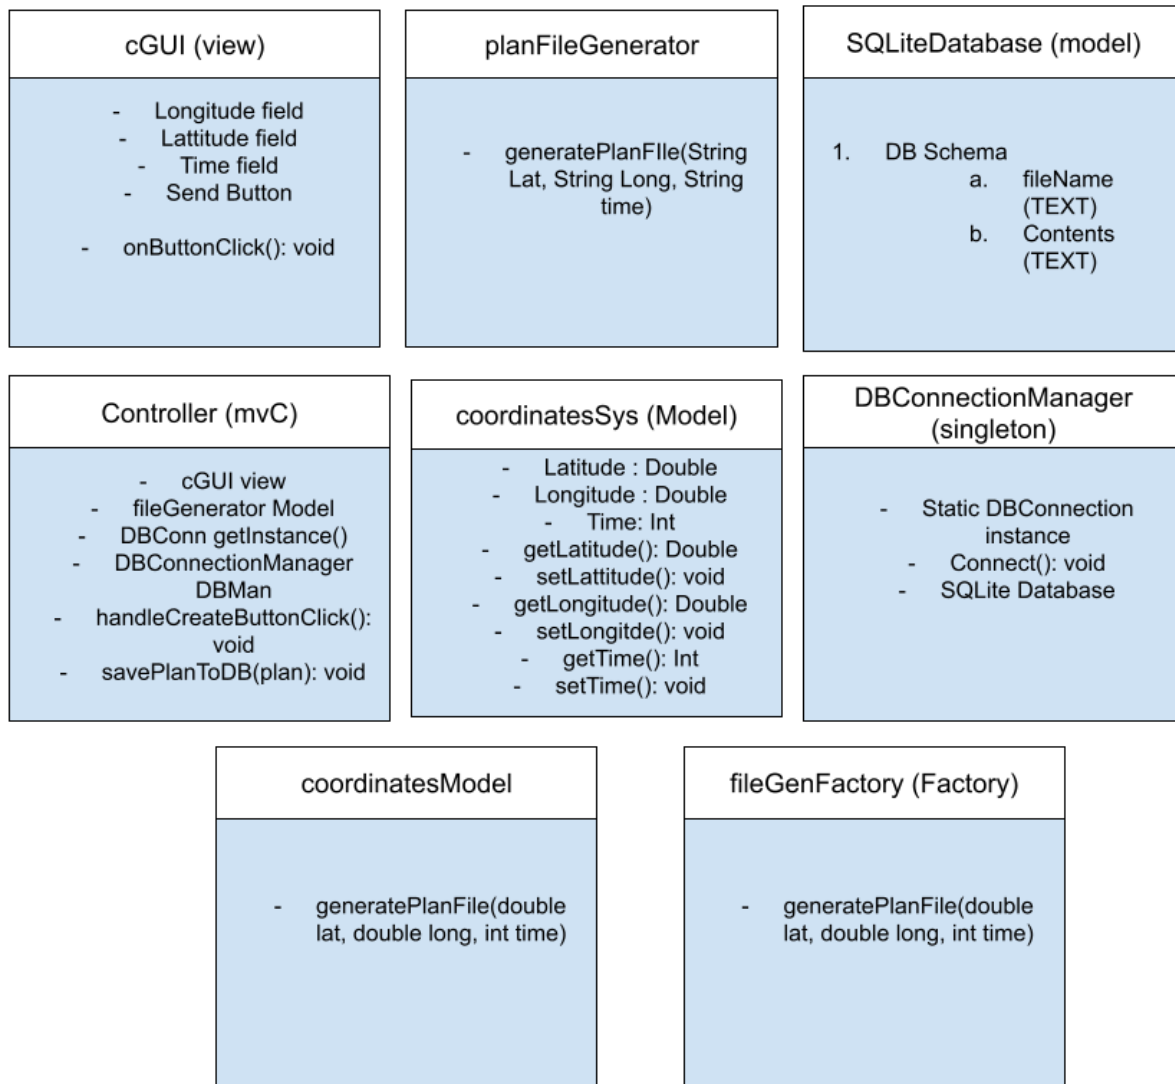 cGUI (view)
- Longitude field
- Lattitude field
- Time field
- Send Button
- onButtonClick(): void
planFileGenerator
- generatePlanFIle(String
Lat, String Long, String
time)
SQLiteDatabase (model)
1. DB Schema
a. fileName
(TEXT)
b. Contents
(TEXT)
Controller (mvC)
- cGUI view
- fileGenerator Model
- DBConn getInstance()
- DBConnectionManager
DBMan
- handleCreateButtonClick():
void
- savePlanToDB(plan): void
coordinatesSys (Model)
- Latitude : Double
- Longitude : Double
- Time: Int
- getLatitude(): Double
- setLattitude(): void
- getLongitude(): Double
- setLongitde(): void
- getTime(): Int
- setTime(): void
DBConnectionManager
(singleton)
- Static DBConnection
instance
- Connect(): void
- SQLite Database
coordinatesModel
- generatePlanFile(double
lat, double long, int time)
fileGenFactory (Factory)
- generatePlanFile(double
lat, double long, int time)